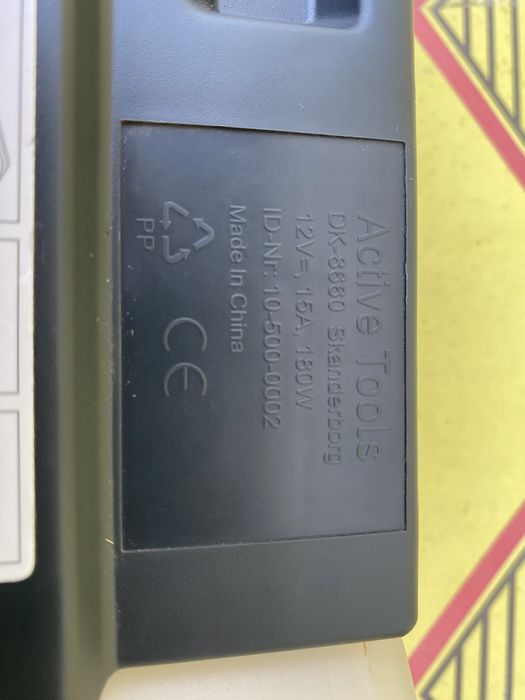 Active Tools
DK-8660 Skanderborg
12V⎓, 15A, 180W
ID-Nr: 10-500-0002
Made In China
PP
CE